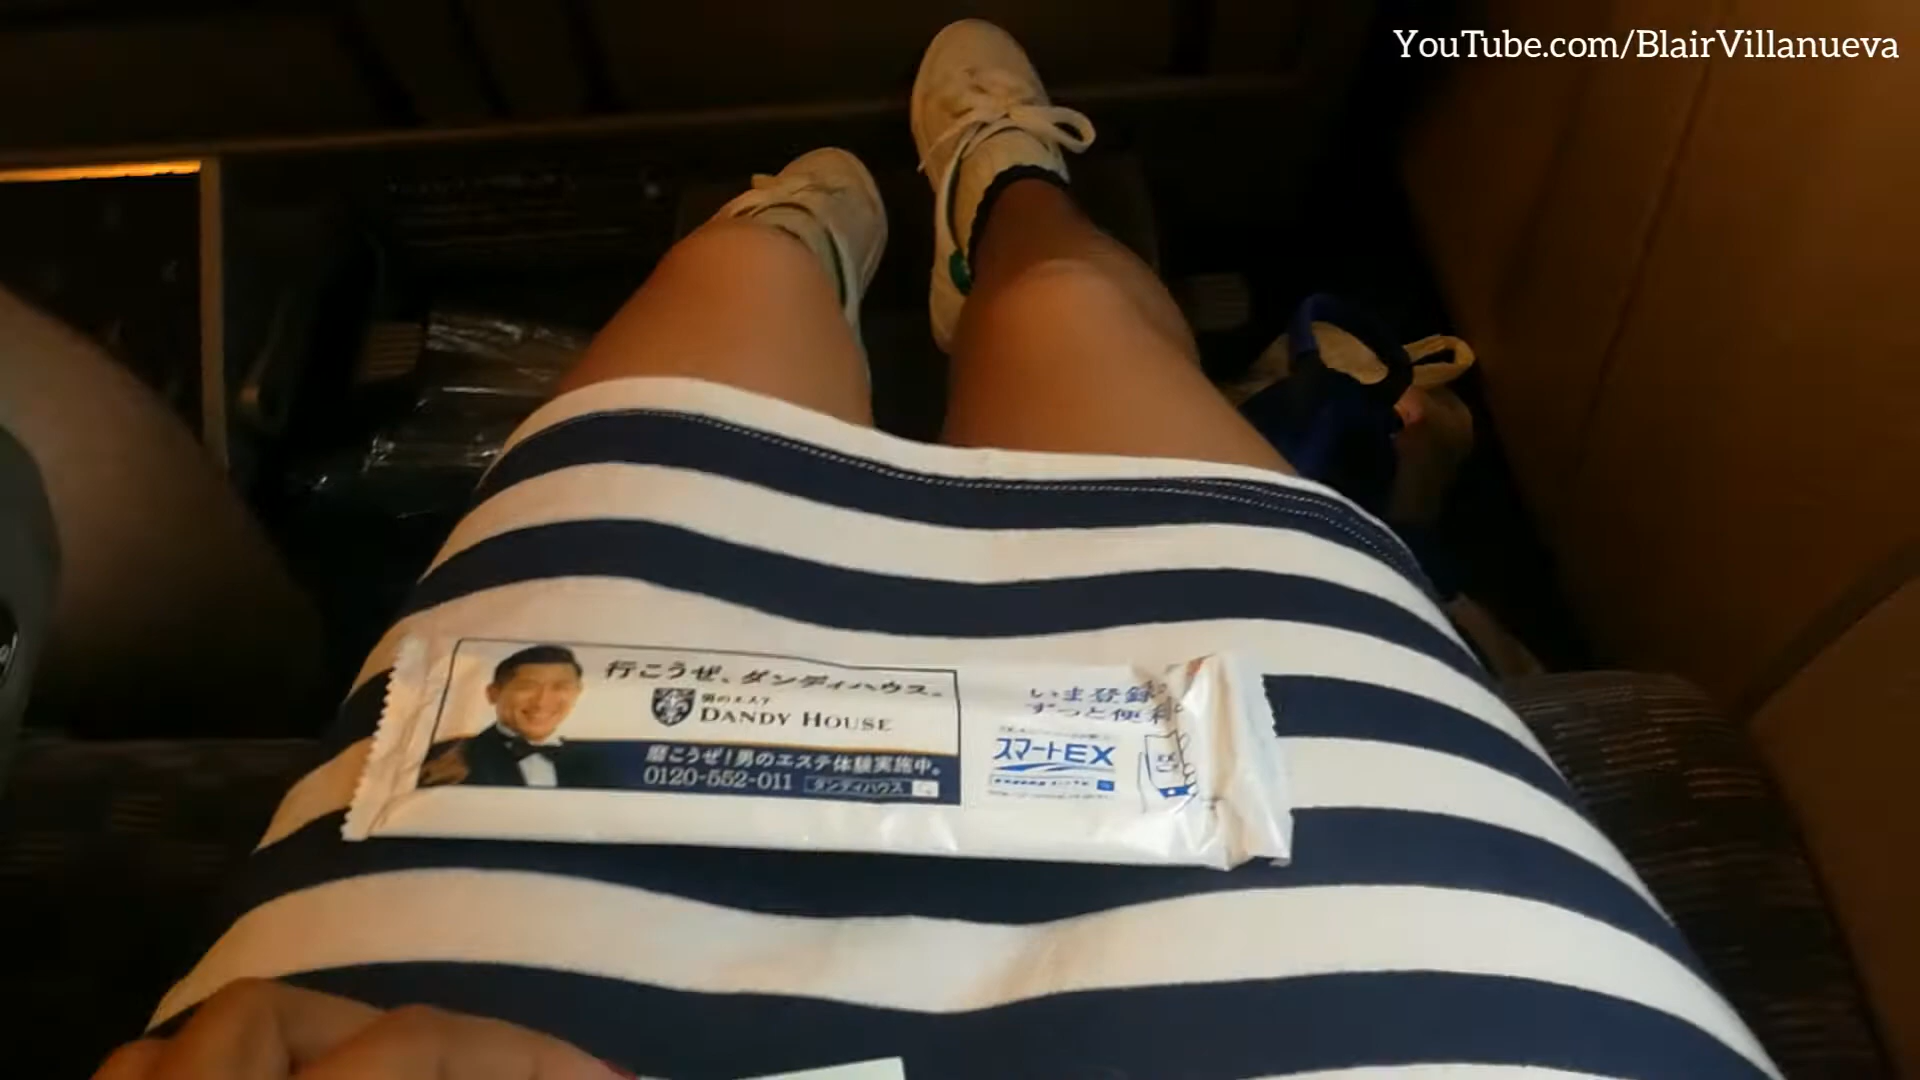 YouTube.com/BlairVillanueva
行こうぜ、ダンディハウス。
男のエステ
DANDY HOUSE
磨こうぜ!男のエステ体験実施中。
0120-552-011 ダンディハウス
いま登録
ずっと便利
スマートEX